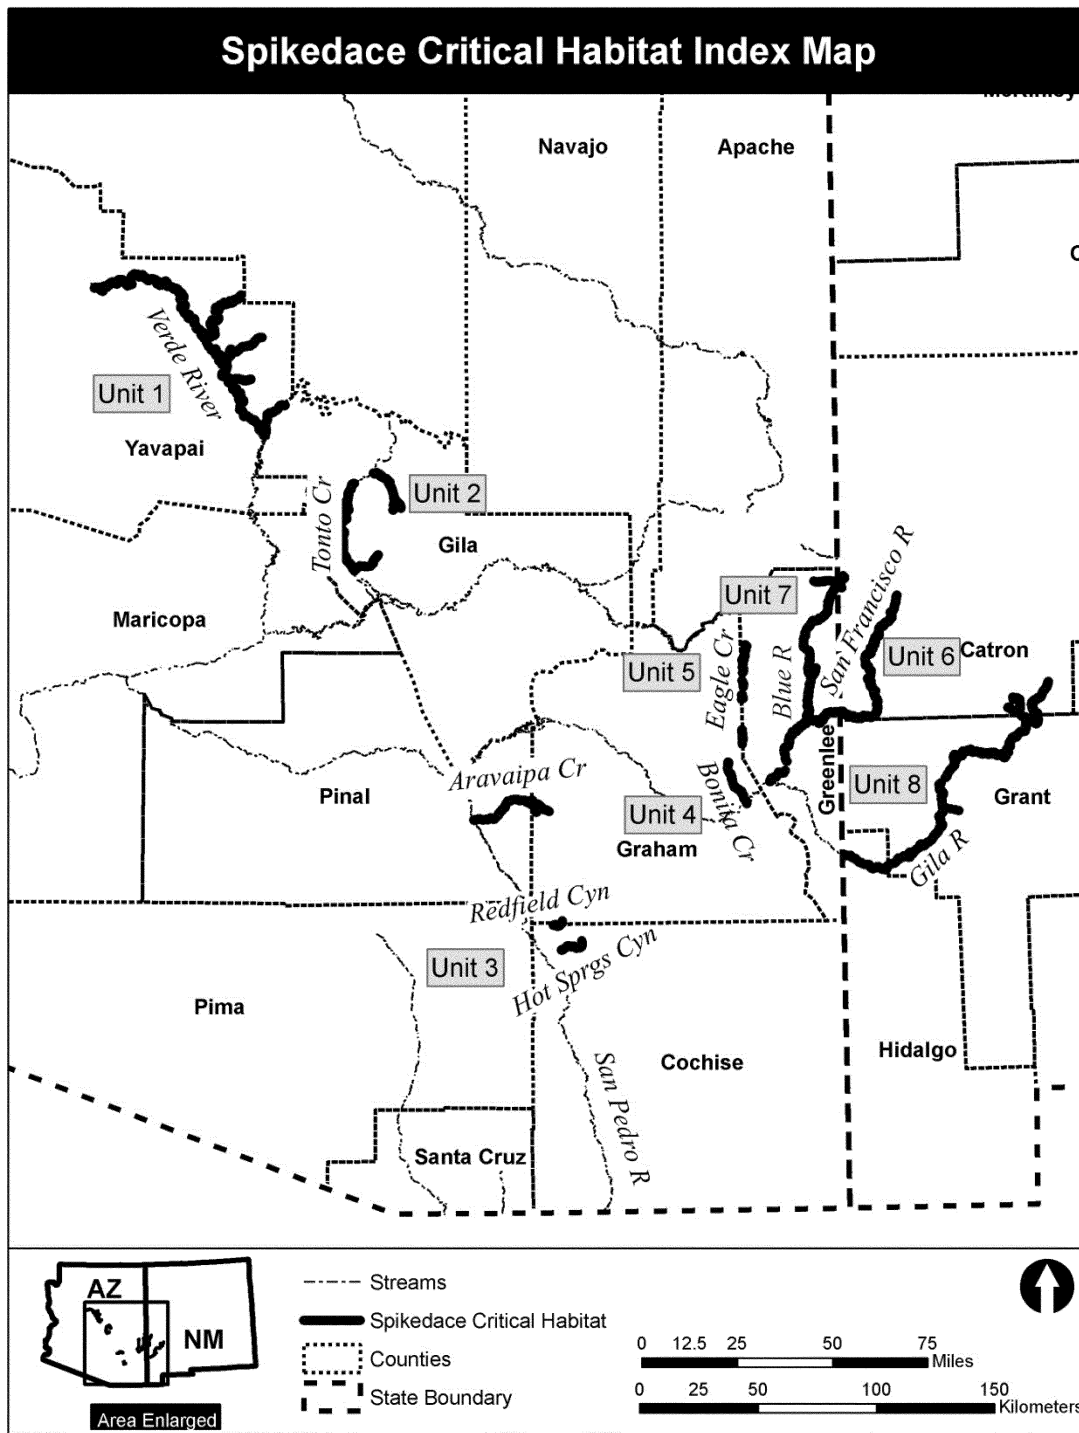 Spikedace Critical Habitat Index Map
McKinley
Navajo
Apache
C
Verde River
Unit 1
Yavapai
Unit 2
Tonto Cr
Gila
Maricopa
Unit 7
San Francisco R
Unit 6
Catron
Unit 5
Eagle Cr
Blue R
Greenlee
Aravaipa Cr
Pinal
Bonita Cr
Unit 8
Grant
Unit 4
Graham
Gila R
Redfield Cyn
Unit 3
Hot Sprgs Cyn
Pima
Cochise
Hidalgo
San Pedro R
Santa Cruz
AZ
NM
Area Enlarged
Streams
Spikedace Critical Habitat
Counties
State Boundary
0 12.5 25 50 75
Miles
0 25 50 100 150
Kilometers